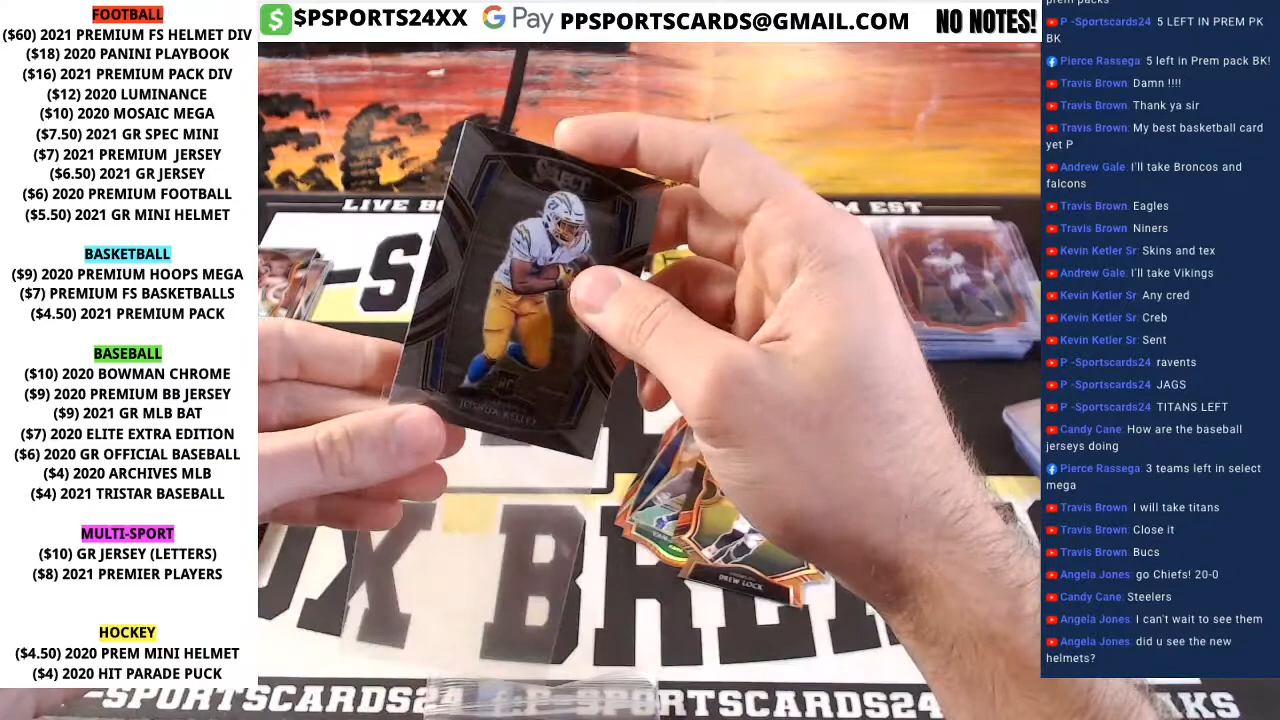 FOOTBALL
($60) 2021 PREMIUM FS HELMET DIV
($18) 2020 PANINI PLAYBOOK
($16) 2021 PREMIUM PACK DIV
($12) 2020 LUMINANCE
($10) 2020 MOSAIC MEGA
($7.50) 2021 GR SPEC MINI
($7) 2021 PREMIUM JERSEY
($6.50) 2021 GR JERSEY
($6) 2020 PREMIUM FOOTBALL
($5.50) 2021 GR MINI HELMET
BASKETBALL
($9) 2020 PREMIUM HOOPS MEGA
($7) PREMIUM FS BASKETBALLS
($4.50) 2021 PREMIUM PACK
BASEBALL
($10) 2020 BOWMAN CHROME
($9) 2020 PREMIUM BB JERSEY
($9) 2021 GR MLB BAT
($7) 2020 ELITE EXTRA EDITION
($6) 2020 GR OFFICIAL BASEBALL
($4) 2020 ARCHIVES MLB
($4) 2021 TRISTAR BASEBALL
MULTI-SPORT
($10) GR JERSEY (LETTERS)
($8) 2021 PREMIER PLAYERS
HOCKEY
($4.50) 2020 PREM MINI HELMET
($4) 2020 HIT PARADE PUCK
$PSPORTS24XX
G Pay PPSPORTSCARDS@GMAIL.COM
NO NOTES!
LIVE
EST
SELECT
RC
JOSHUA KELLEY
DREW LOCK
-SPORTSCARDS24
P-SPORTSCARDS24
prem packs
P -Sportscards24 5 LEFT IN PREM PK
BK
Pierce Rassega 5 left in Prem pack BK!
Travis Brown Damn !!!!
Travis Brown Thank ya sir
Travis Brown My best basketball card
yet P
Andrew Gale I'll take Broncos and
falcons
Travis Brown Eagles
Travis Brown Niners
Kevin Ketler Sr Skins and tex
Andrew Gale I'll take Vikings
Kevin Ketler Sr Any cred
Kevin Ketler Sr Creb
Kevin Ketler Sr Sent
P -Sportscards24 ravents
P -Sportscards24 JAGS
P -Sportscards24 TITANS LEFT
Candy Cane How are the baseball
jerseys doing
Pierce Rassega 3 teams left in select
mega
Travis Brown I will take titans
Travis Brown Close it
Travis Brown Bucs
Angela Jones go Chiefs! 20-0
Candy Cane Steelers
Angela Jones I can't wait to see them
Angela Jones did u see the new
helmets?